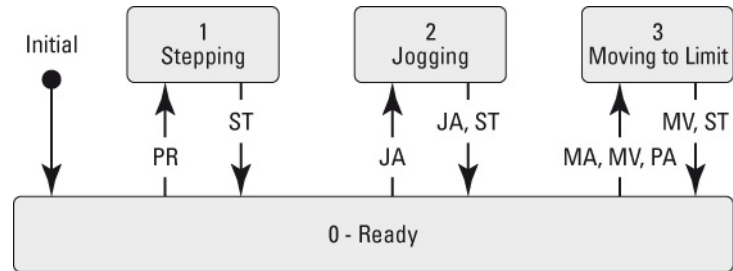 Initial
1
Stepping
2
Jogging
3
Moving to Limit
ST
JA, ST
MV, ST
PR
JA
MA, MV, PA
0 - Ready